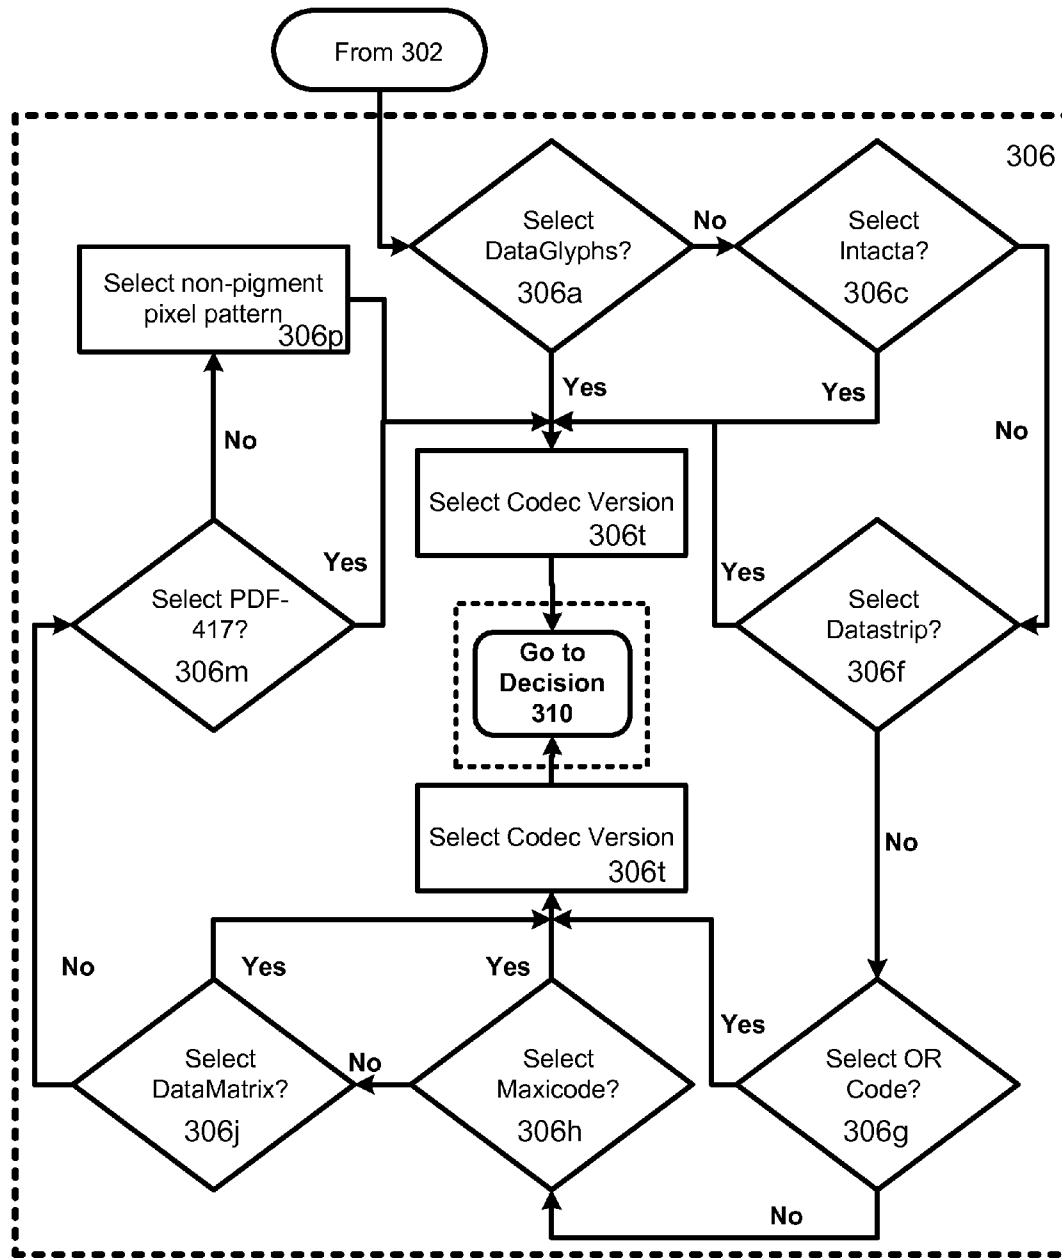 From 302
306
Select
DataGlyphs?
306a
No
Select
Intacta?
306c
Select non-pigment
pixel pattern
306p
Yes
Yes
No
No
Select Codec Version
306t
Yes
Select PDF-
417?
306m
Yes
Select
Datastrip?
306f
Go to
Decision
310
Select Codec Version
306t
No
No
Yes
Yes
Yes
Select
DataMatrix?
306j
No
Select
Maxicode?
306h
Select OR
Code?
306g
No